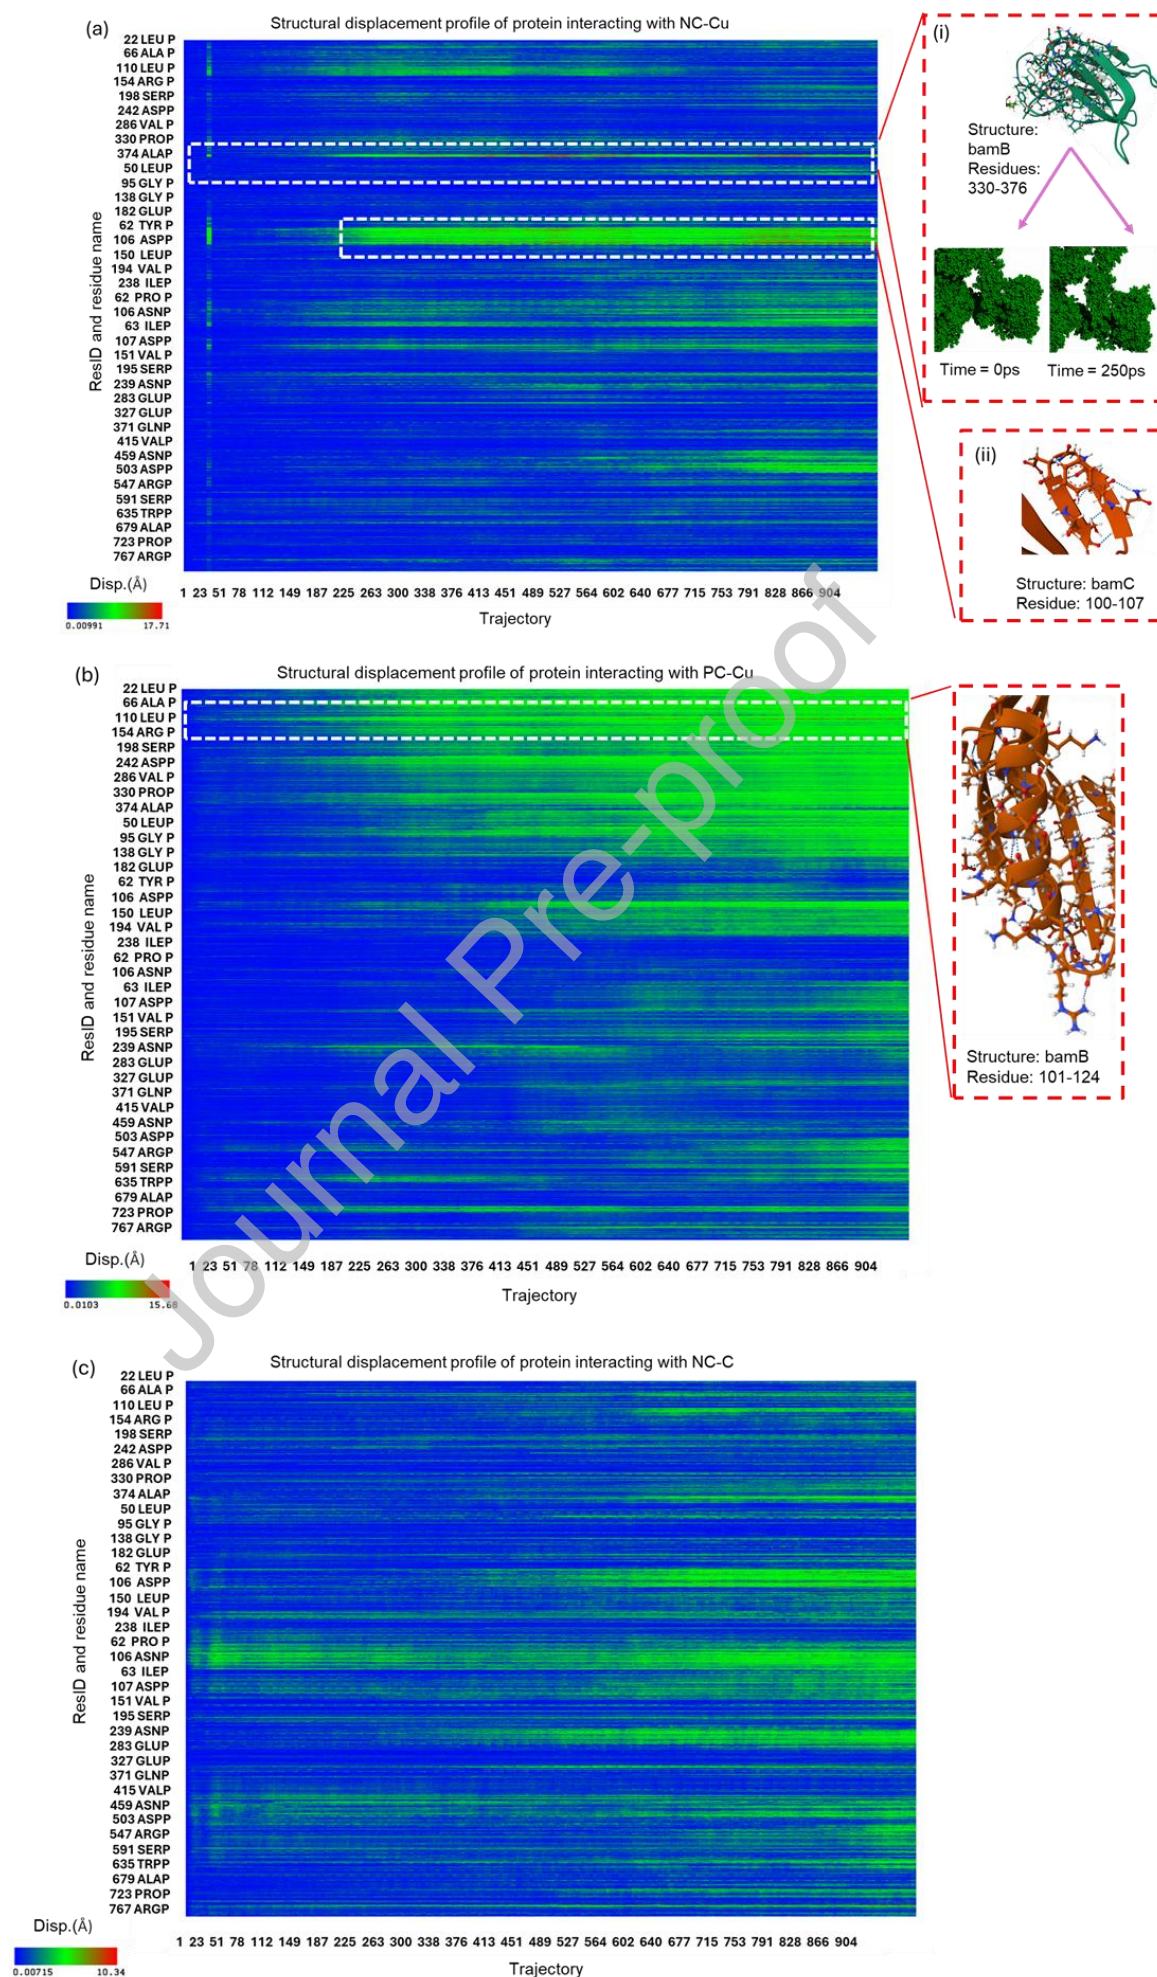 (a)
Structural displacement profile of protein interacting with NC-Cu
ResID and residue name
22 LEU P
66 ALA P
110 LEU P
154 ARG P
198 SERP
242 ASPP
286 VAL P
330 PROP
374 ALAP
50 LEUP
95 GLY P
138 GLY P
182 GLUP
62 TYR P
106 ASPP
150 LEUP
194 VAL P
238 ILEP
62 PRO P
106 ASNP
63 ILEP
107 ASPP
151 VAL P
195 SERP
239 ASNP
283 GLUP
327 GLUP
371 GLNP
415 VALP
459 ASNP
503 ASPP
547 ARGP
591 SERP
635 TRPP
679 ALAP
723 PROP
767 ARGP
Disp.(Å)
0.00991 17.71
1 23 51 78 112 149 187 225 263 300 338 376 413 451 489 527 564 602 640 677 715 753 791 828 866 904
Trajectory
(i)
Structure:
bamB
Residues:
330-376
Time = 0ps Time = 250ps
(ii)
Structure: bamC
Residue: 100-107
(b)
Structural displacement profile of protein interacting with PC-Cu
ResID and residue name
22 LEU P
66 ALA P
110 LEU P
154 ARG P
198 SERP
242 ASPP
286 VAL P
330 PROP
374 ALAP
50 LEUP
95 GLY P
138 GLY P
182 GLUP
62 TYR P
106 ASPP
150 LEUP
194 VAL P
238 ILEP
62 PRO P
106 ASNP
63 ILEP
107 ASPP
151 VAL P
195 SERP
239 ASNP
283 GLUP
327 GLUP
371 GLNP
415 VALP
459 ASNP
503 ASPP
547 ARGP
591 SERP
635 TRPP
679 ALAP
723 PROP
767 ARGP
Disp.(Å)
0.0103 15.68
1 23 51 78 112 149 187 225 263 300 338 376 413 451 489 527 564 602 640 677 715 753 791 828 866 904
Trajectory
Structure: bamB
Residue: 101-124
Journal Pre-proof
(c)
Structural displacement profile of protein interacting with NC-C
ResID and residue name
22 LEU P
66 ALA P
110 LEU P
154 ARG P
198 SERP
242 ASPP
286 VAL P
330 PROP
374 ALAP
50 LEUP
95 GLY P
138 GLY P
182 GLUP
62 TYR P
106 ASPP
150 LEUP
194 VAL P
238 ILEP
62 PRO P
106 ASNP
63 ILEP
107 ASPP
151 VAL P
195 SERP
239 ASNP
283 GLUP
327 GLUP
371 GLNP
415 VALP
459 ASNP
503 ASPP
547 ARGP
591 SERP
635 TRPP
679 ALAP
723 PROP
767 ARGP
Disp.(Å)
0.00715 10.34
1 23 51 78 112 149 187 225 263 300 338 376 413 451 489 527 564 602 640 677 715 753 791 828 866 904
Trajectory